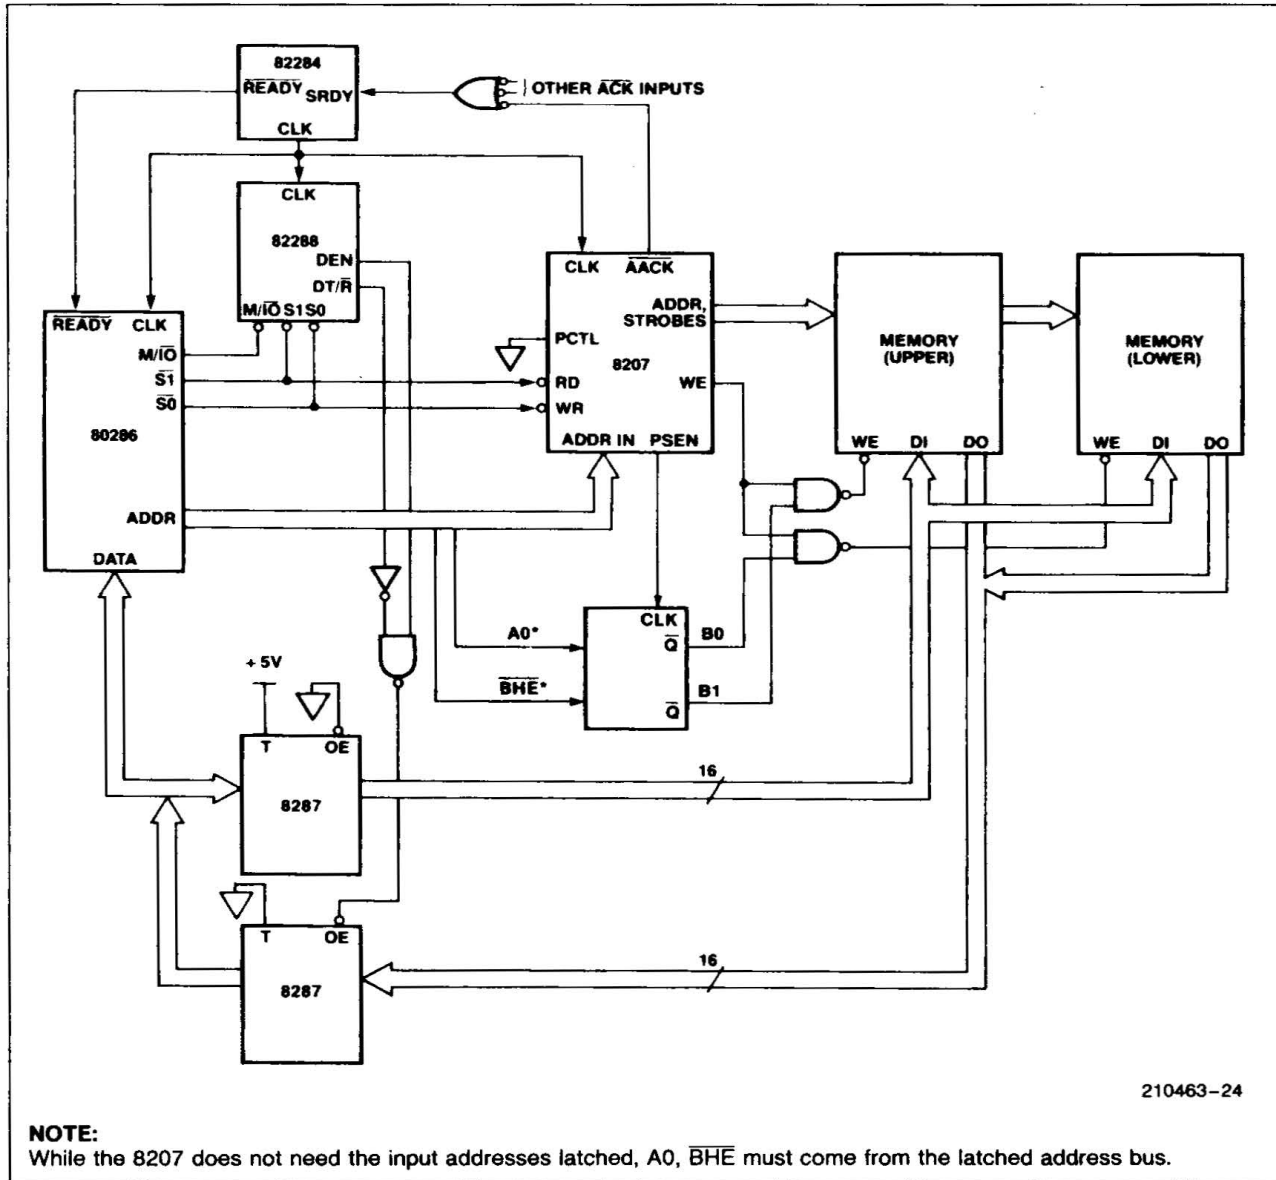 82284
READY SRDY
CLK
OTHER ACK INPUTS
CLK
82288
DEN
DT/R
M/IO S1 S0
READY CLK
M/IO
S1
S0
80286
ADDR
DATA
CLK AACK
ADDR,
STROBES
PCTL
8207
RD
WE
WR
ADDR IN PSEN
MEMORY
(UPPER)
WE DI DO
MEMORY
(LOWER)
WE DI DO
CLK
A0*
Q
B0
BHE*
Q
B1
+5V
T OE
8287
16
T OE
8287
16
210463-24
NOTE:
While the 8207 does not need the input addresses latched, A0, BHE must come from the latched address bus.